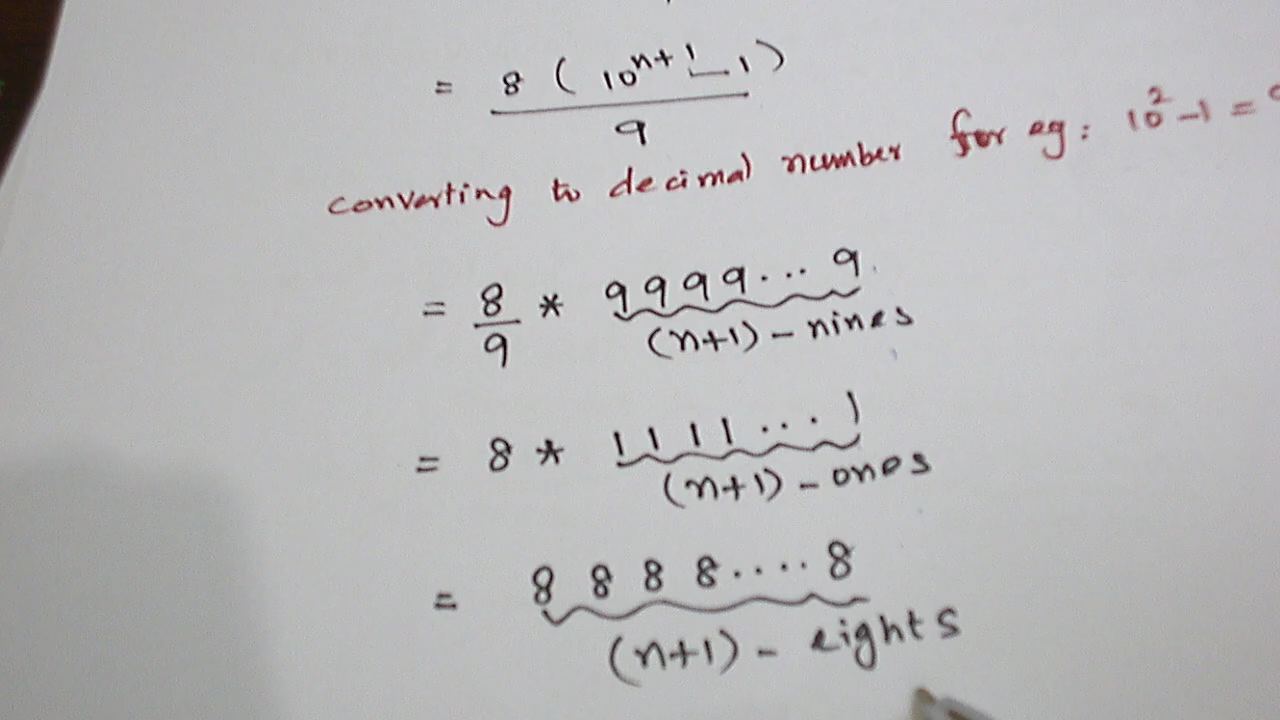 = 8 ( 10^{n+1} - 1 )
9
converting to decimal number for eg: 10^2 - 1 =
= 8/9 * 9999...9
(n+1) - nines
= 8 * 1111...1
(n+1) - ones
= 8888....8
(n+1) - eights